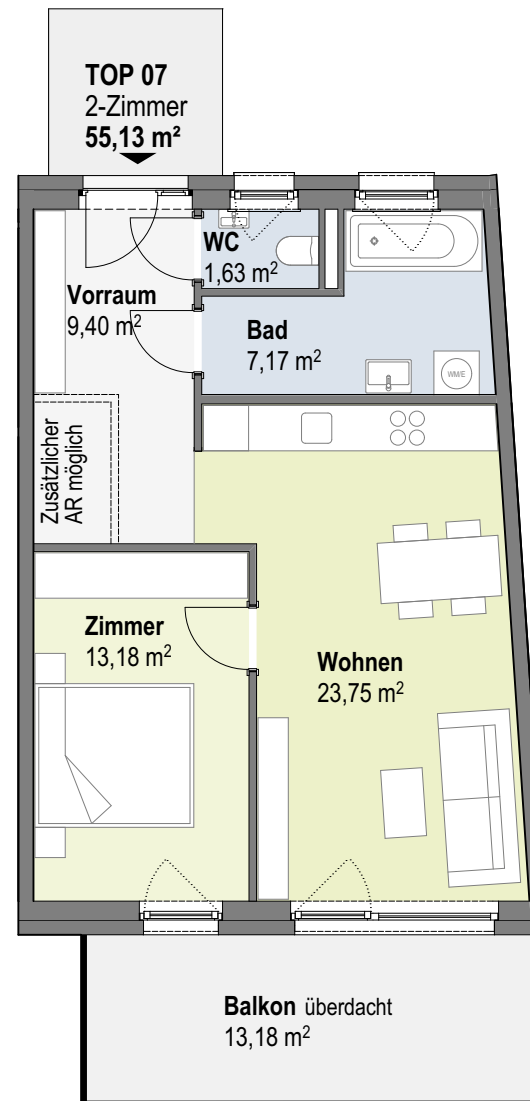 TOP 07
2-Zimmer
55,13 m²
WC
1,63 m²
Vorraum
9,40 m²
Bad
7,17 m²
WM/E
Zusätzlicher
AR möglich
Zimmer
13,18 m²
Wohnen
23,75 m²
Balkon überdacht
13,18 m²